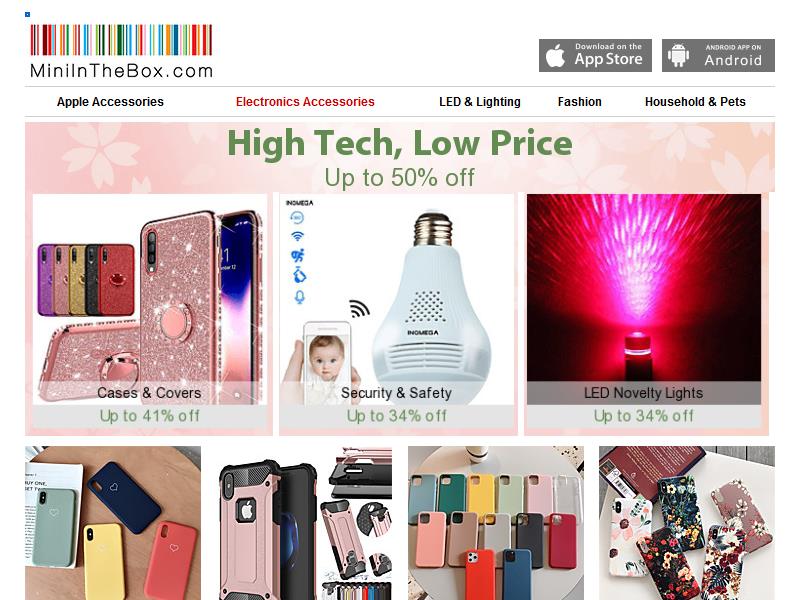 MiniInTheBox.com
Download on the
App Store
ANDROID APP ON
Android
Apple Accessories
Electronics Accessories
LED & Lighting
Fashion
Household & Pets
High Tech, Low Price
Up to 50% off
INQMEGA
INQMEGA
Cases & Covers
Security & Safety
LED Novelty Lights
Up to 41% off
Up to 34% off
Up to 34% off